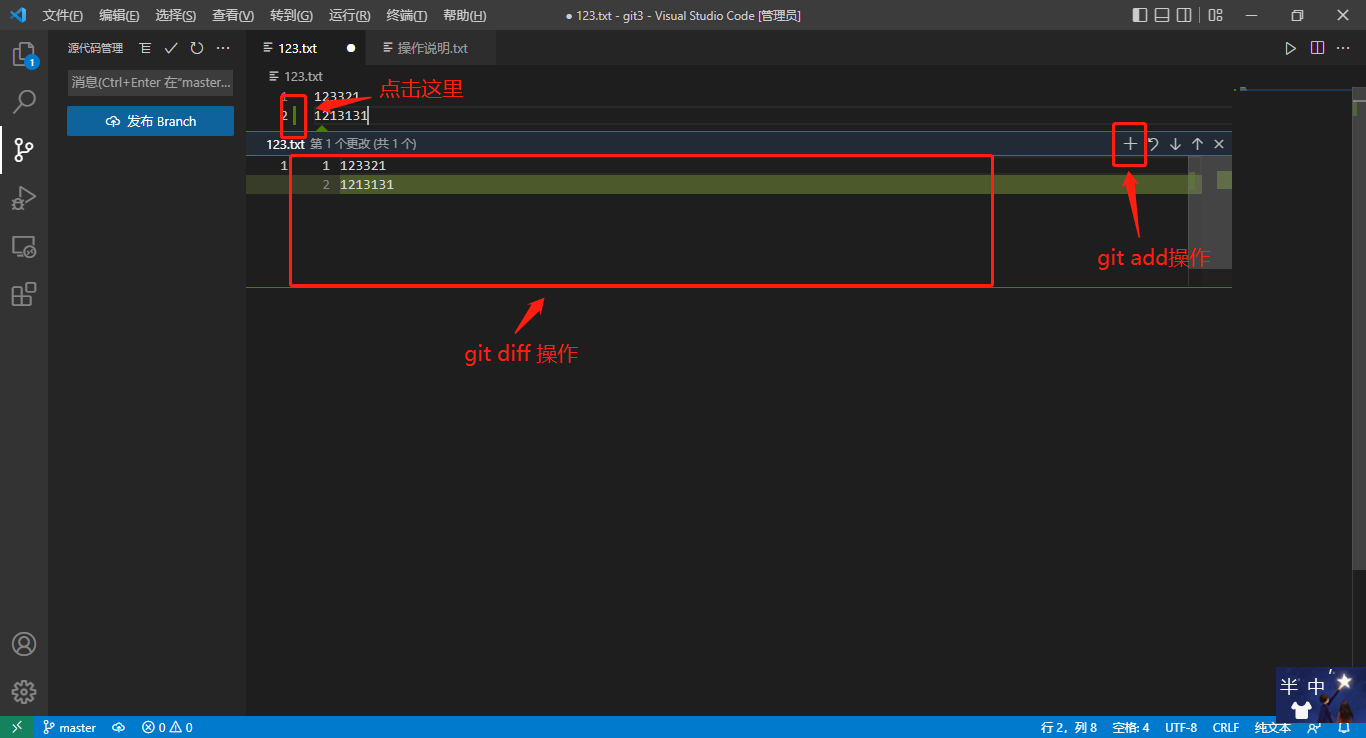 文件(F) 编辑(E) 选择(S) 查看(V) 转到(G) 运行(R) 终端(T) 帮助(H) ● 123.txt - git3 - Visual Studio Code [管理员]
源代码管理 123.txt 操作说明.txt
1
123.txt
消息(Ctrl+Enter 在“master...
点击这里
1 123321
2 1213131
发布 Branch
123.txt 第 1 个更改 (共 1 个)
1 1 123321
2 1213131
git add操作
git diff 操作
半 中
master 0 0 行 2，列 8 空格: 4 UTF-8 CRLF 纯文本